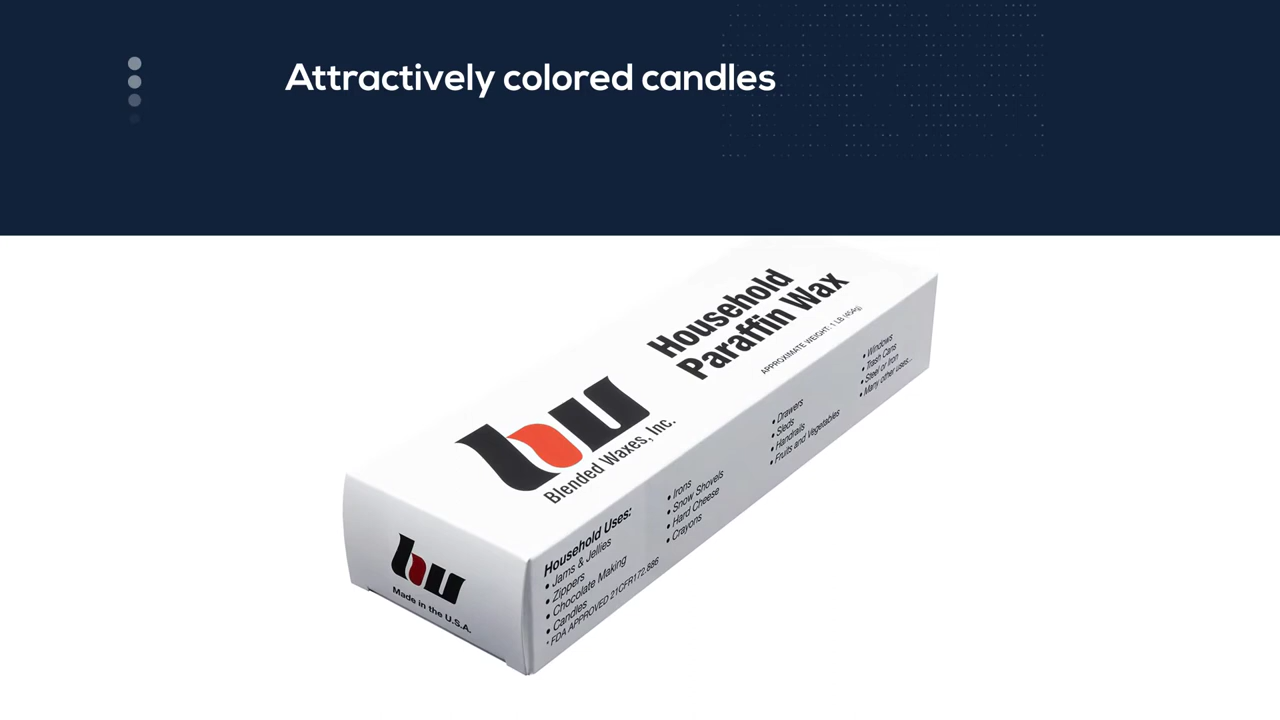 Attractively colored candles
Household
Paraffin Wax
APPROXIMATE WEIGHT: 1 LB (454g)
bw
Blended Waxes, Inc.
bw
Made in the U.S.A.
Household Uses:
• Jams & Jellies
• Zippers
• Chocolate Making
• Candles
* FDA APPROVED 21CFR172.886
• Irons
• Snow Shovels
• Hard Cheese
• Crayons
• Drawers
• Sleds
• Handrails
• Fruits and Vegetables
• Windows
• Trash Cans
• Steel or Iron
• Many other uses...